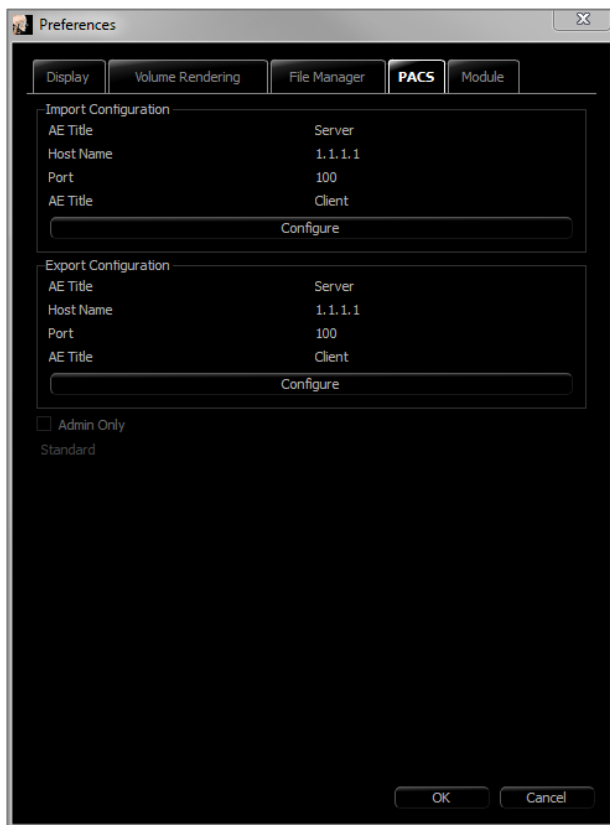 Preferences
Display Volume Rendering File Manager PACS Module
Import Configuration
AE Title Server
Host Name 1.1.1.1
Port 100
AE Title Client
Configure
Export Configuration
AE Title Server
Host Name 1.1.1.1
Port 100
AE Title Client
Configure
Admin Only
Standard
OK Cancel